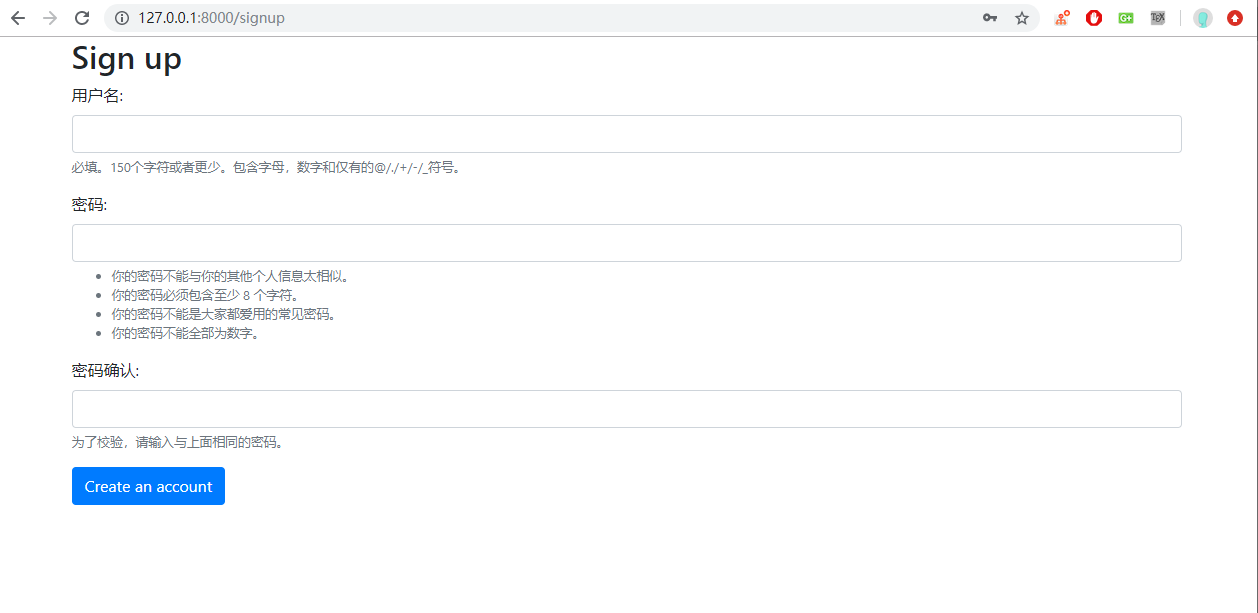 127.0.0.1:8000/signup
G+
TEX
Sign up
用户名:
必填。150个字符或者更少。包含字母，数字和仅有的@/./+/-/_符号。
密码:
你的密码不能与你的其他个人信息太相似。
你的密码必须包含至少 8 个字符。
你的密码不能是大家都爱用的常见密码。
你的密码不能全部为数字。
密码确认:
为了校验，请输入与上面相同的密码。
Create an account